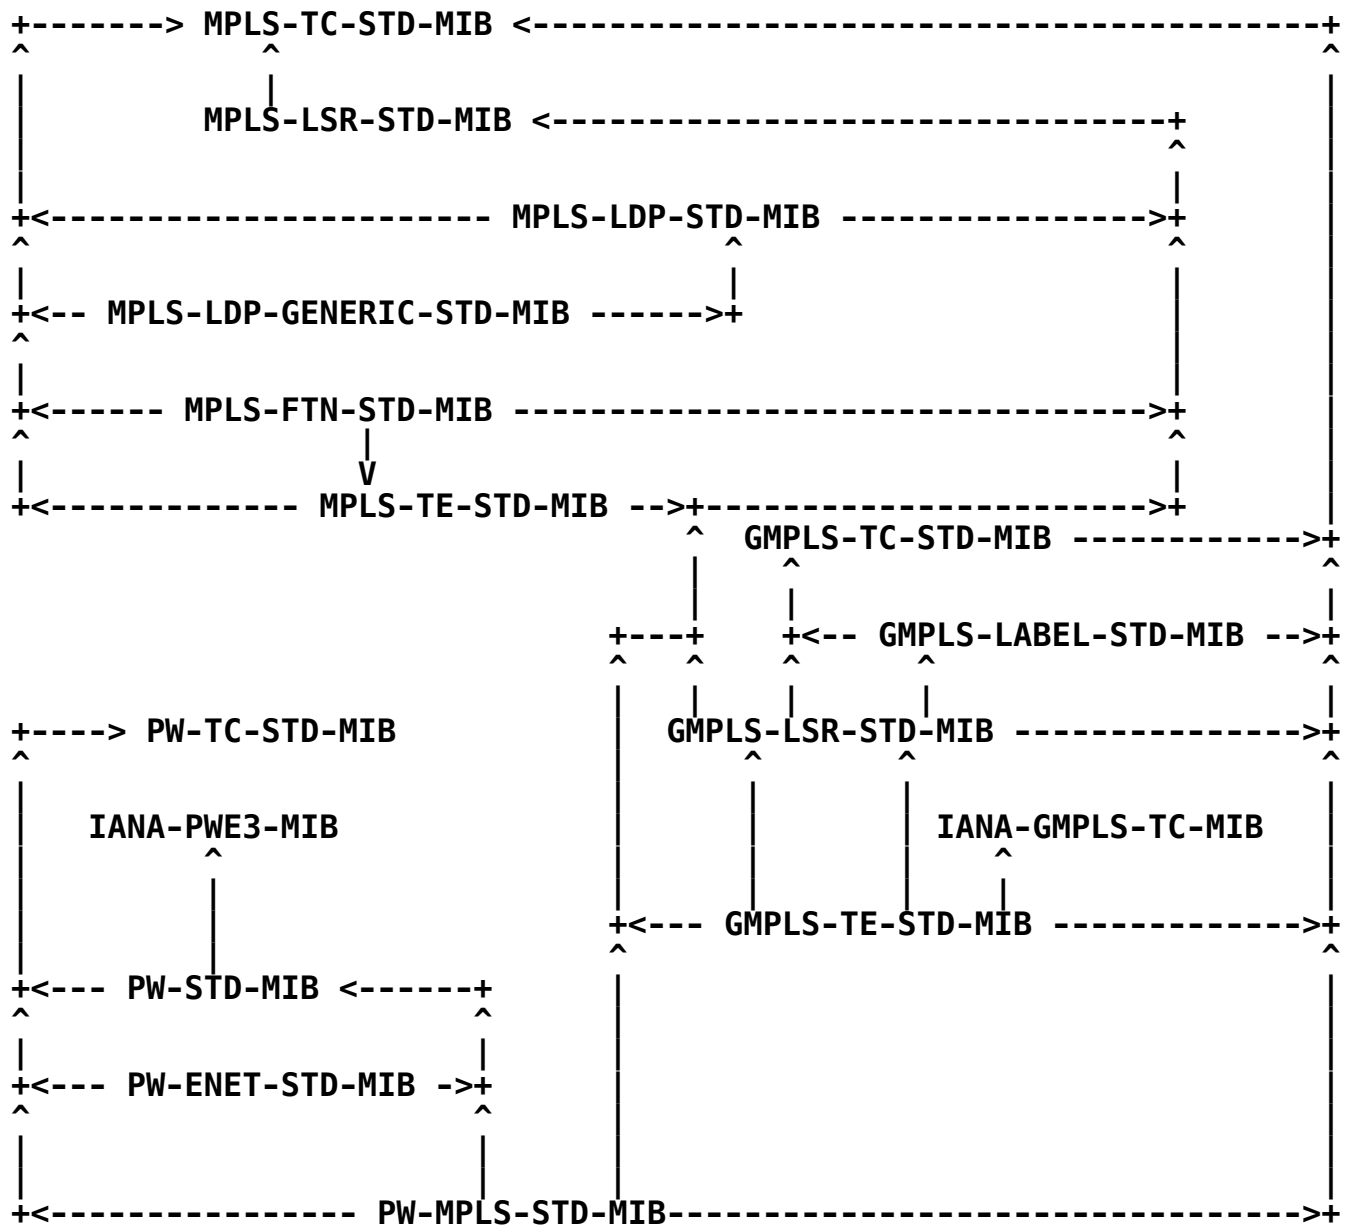 MPLS-TC-STD-MIB
MPLS-LSR-STD-MIB
MPLS-LDP-STD-MIB
MPLS-LDP-GENERIC-STD-MIB
MPLS-FTN-STD-MIB
MPLS-TE-STD-MIB
GMPLS-TC-STD-MIB
GMPLS-LABEL-STD-MIB
PW-TC-STD-MIB GMPLS-LSR-STD-MIB
IANA-PWE3-MIB IANA-GMPLS-TC-MIB
GMPLS-TE-STD-MIB
PW-STD-MIB
PW-ENET-STD-MIB
PW-MPLS-STD-MIB